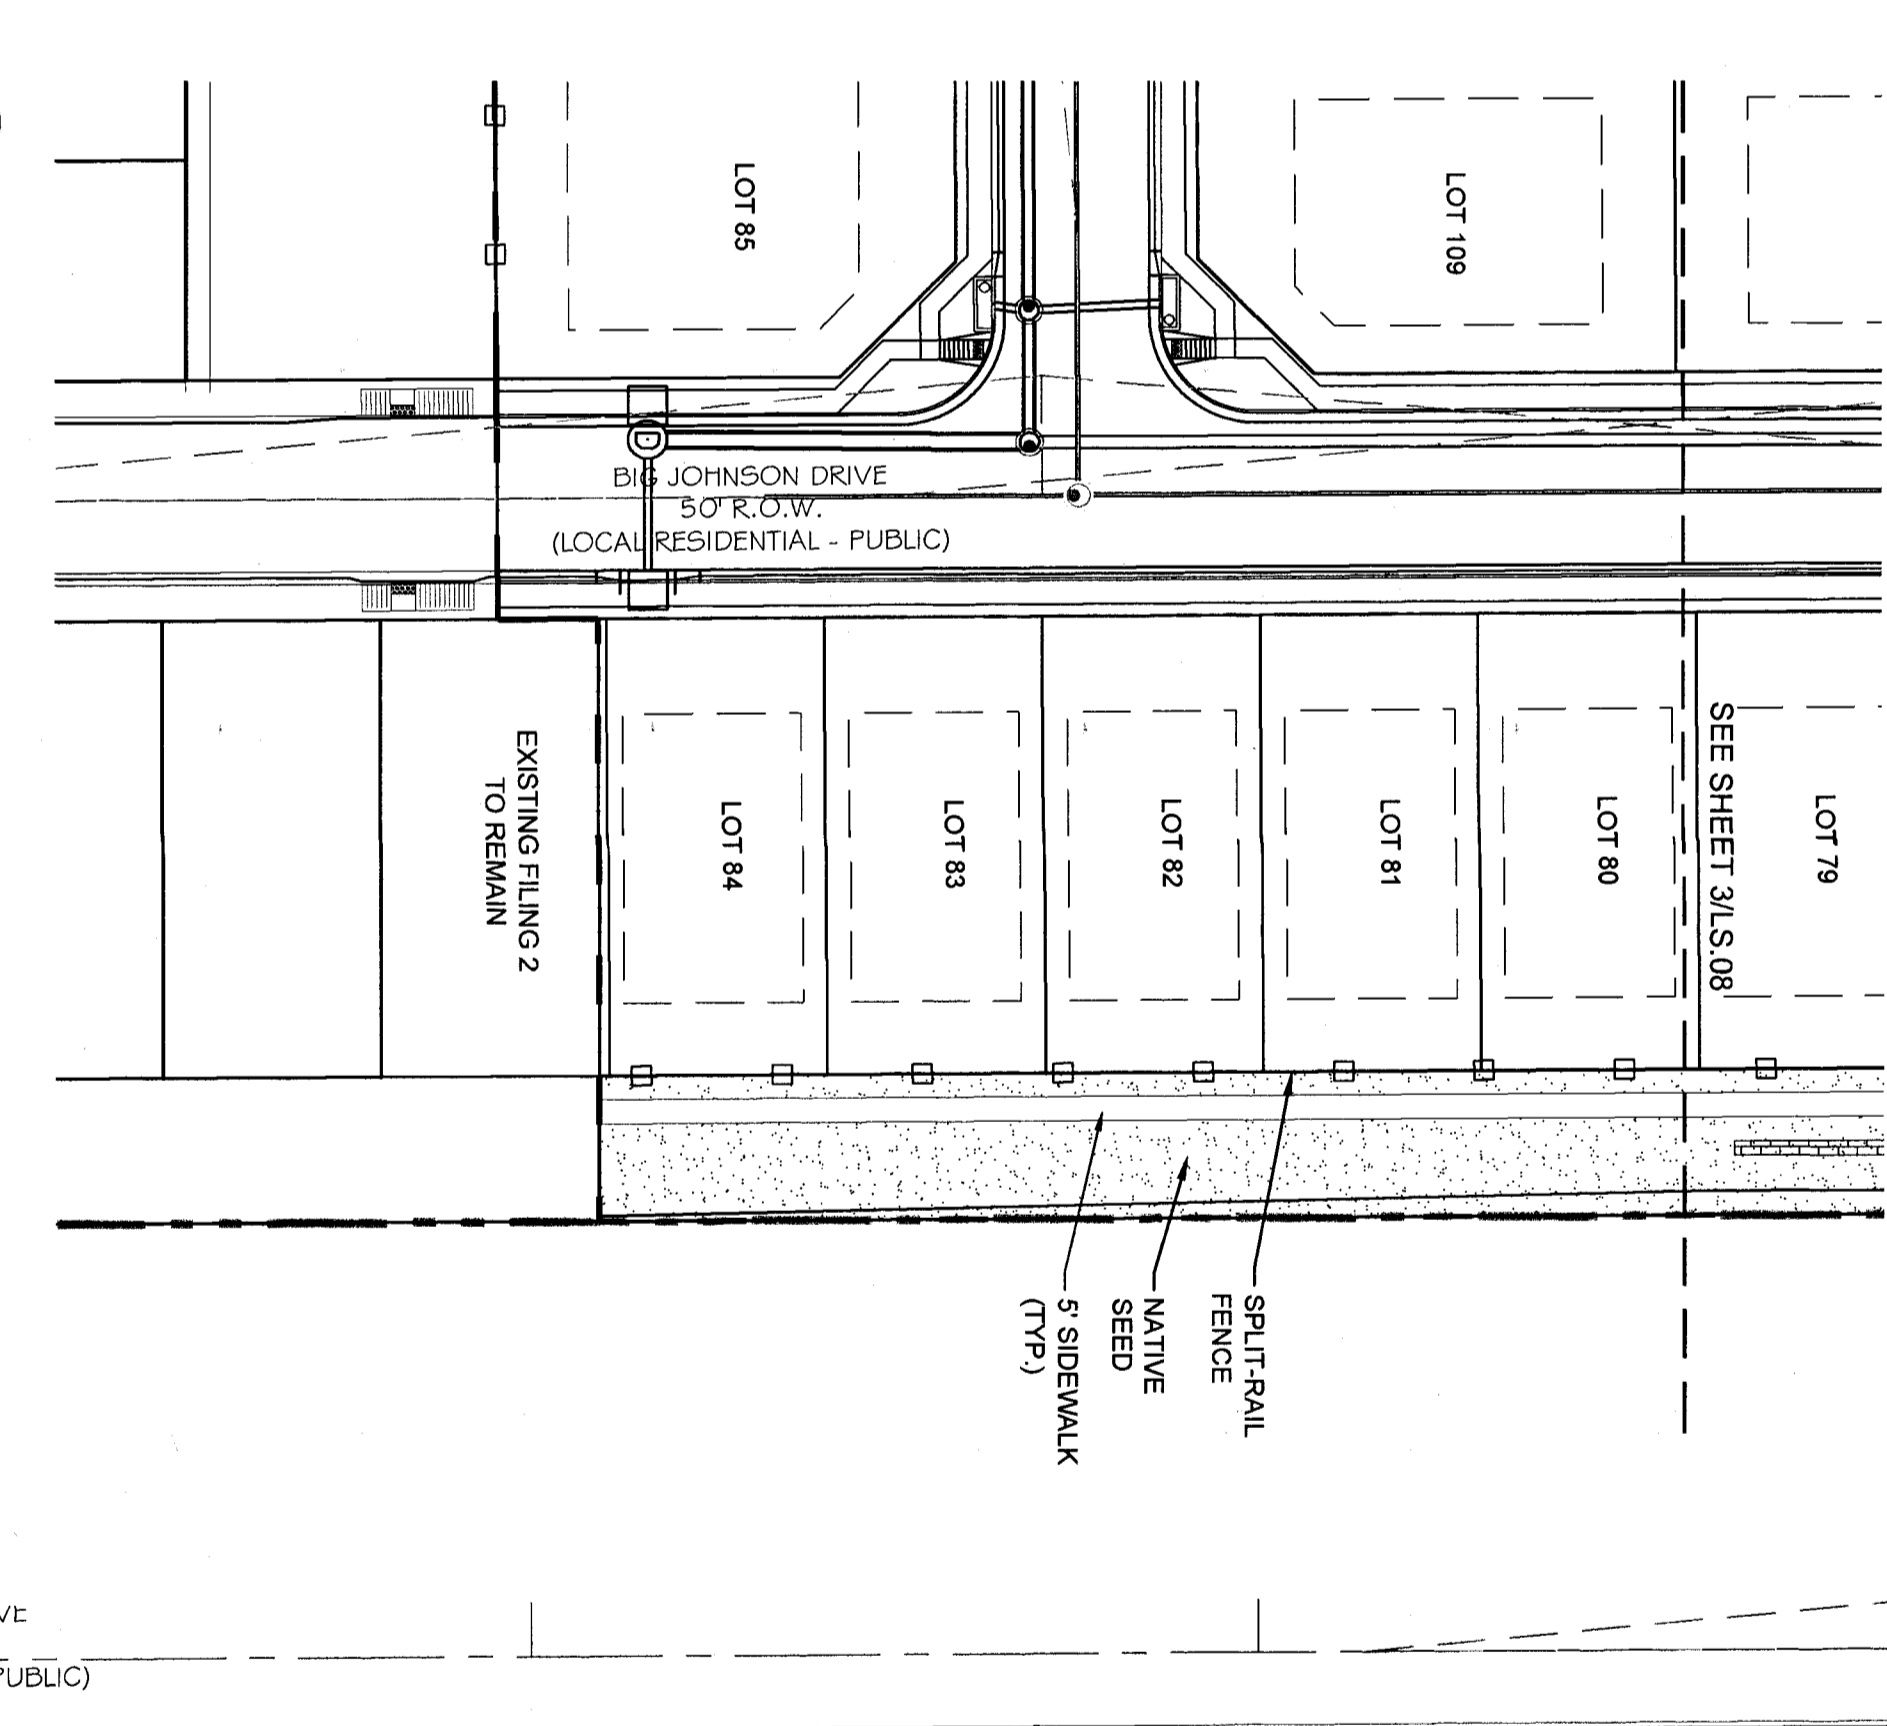 LOT 85
LOT 109
BIG JOHNSON DRIVE
50' R.O.W.
(LOCAL RESIDENTIAL - PUBLIC)
EXISTING FILING 2
TO REMAIN
LOT 84
LOT 83
LOT 82
LOT 81
LOT 80
SEE SHEET 3/LS.08
LOT 79
SPLIT-RAIL
FENCE
NATIVE
SEED
5' SIDEWALK
(TYP.)
VE
PUBLIC)